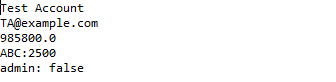 Test Account
TA@example.com
985800.0
ABC:2500
admin: false